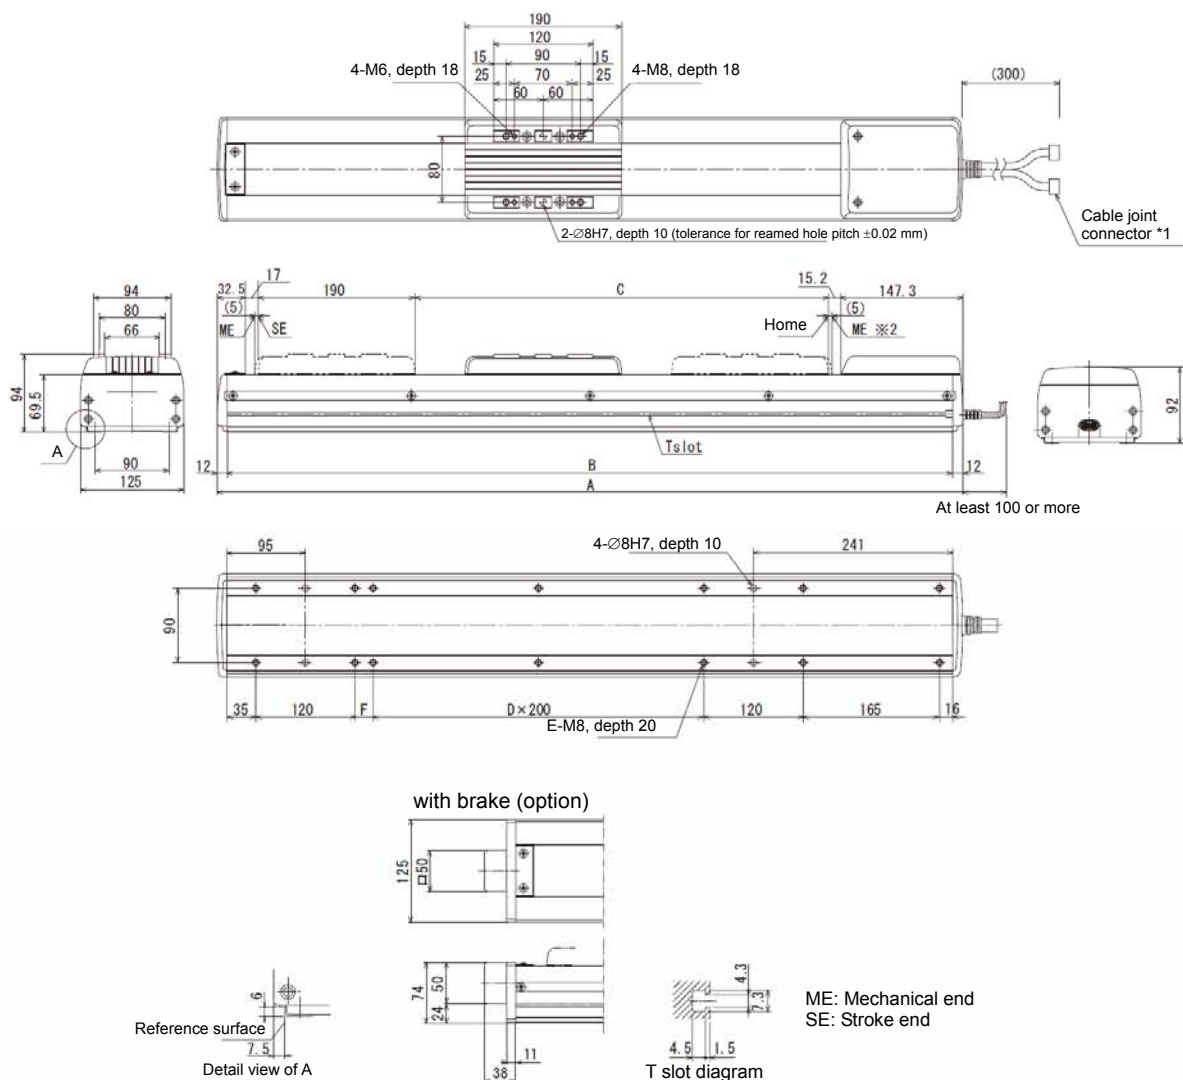 190
120
15 90 15
4-M6, depth 18
4-M8, depth 18
25 70 25
60 60
(300)
80
2-∅8H7, depth 10 (tolerance for reamed hole pitch ±0.02 mm)
Cable joint
connector *1
94
80
66
94
69.5
A
90
125
32.5
17
190
C
15.2
147.3
(5)
ME
SE
Home
(5)
ME ※2
Tslot
12
B
12
A
At least 100 or more
92
95
4-∅8H7, depth 10
241
90
35
120
F
D×200
120
165
16
E-M8, depth 20
with brake (option)
125
□50
74
50
24
11
38
6
Reference surface
7.5
Detail view of A
4.3
7.3
4.5
1.5
T slot diagram
ME: Mechanical end
SE: Stroke end